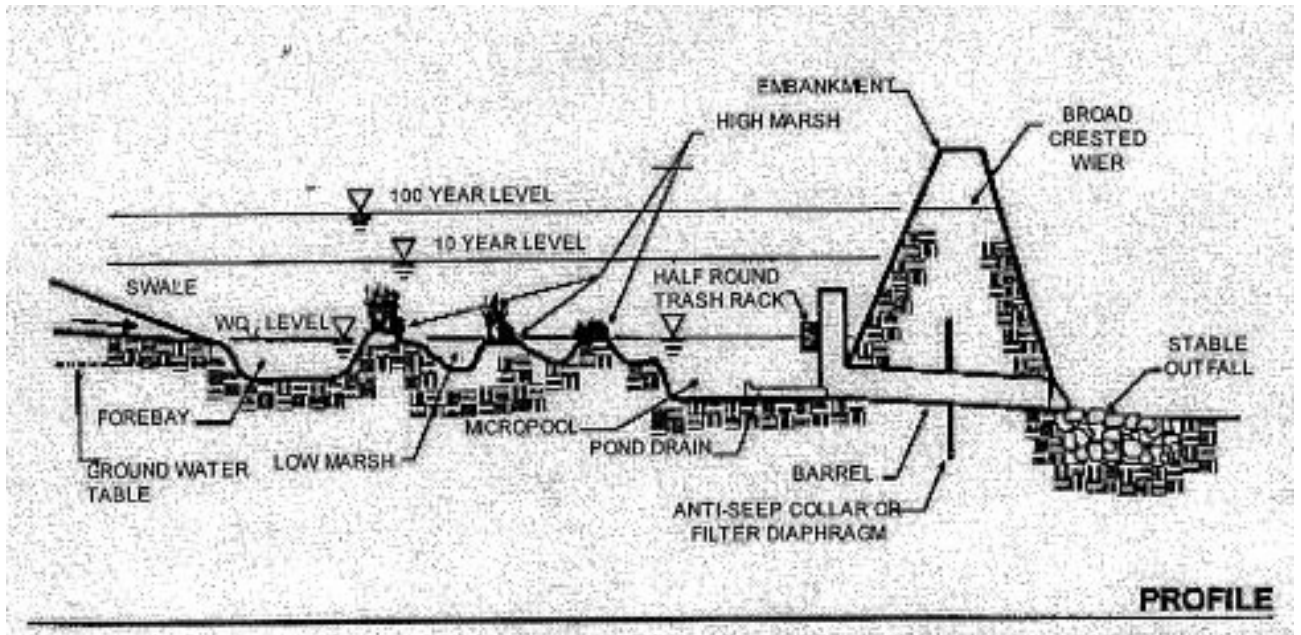 EMBANKMENT
HIGH MARSH
BROAD
CRESTED
WIER
100 YEAR LEVEL
10 YEAR LEVEL
SWALE
HALF ROUND
TRASH RACK
WQv LEVEL
STABLE
OUTFALL
FOREBAY
MICROPOOL
POND DRAIN
LOW MARSH
GROUND WATER
TABLE
BARREL
ANTI-SEEP COLLAR OR
FILTER DIAPHRAGM
PROFILE